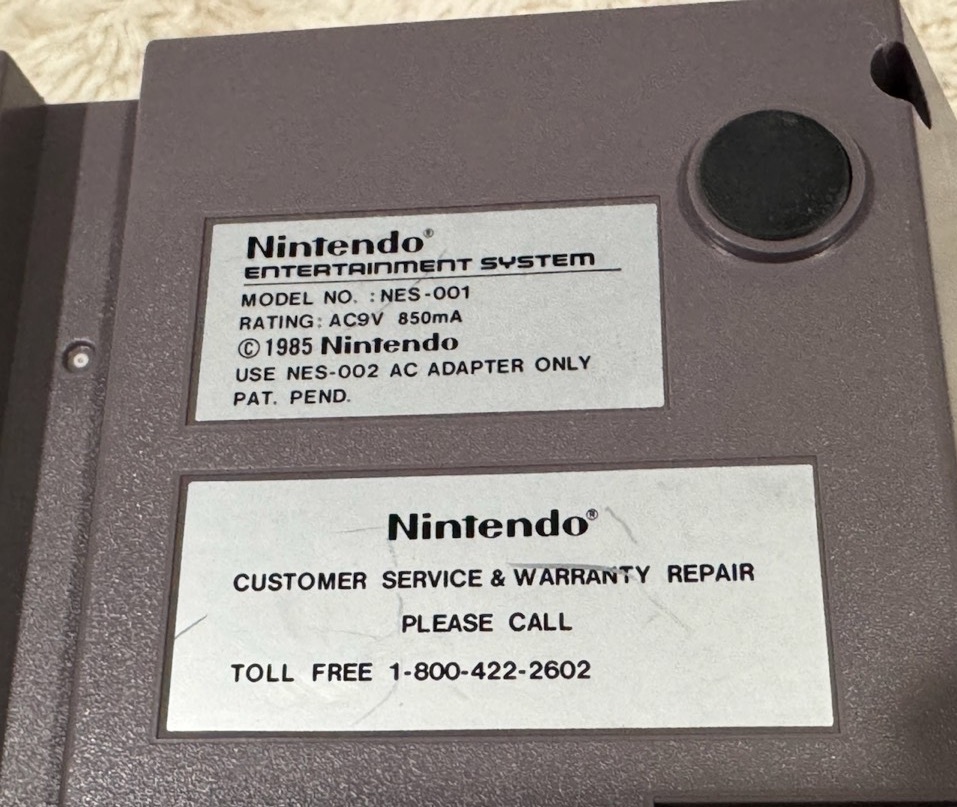 Nintendo®
ENTERTAINMENT SYSTEM
MODEL NO. : NES-001
RATING: AC9V 850mA
© 1985 Nintendo
USE NES-002 AC ADAPTER ONLY
PAT. PEND.
Nintendo®
CUSTOMER SERVICE & WARRANTY REPAIR
PLEASE CALL
TOLL FREE 1-800-422-2602